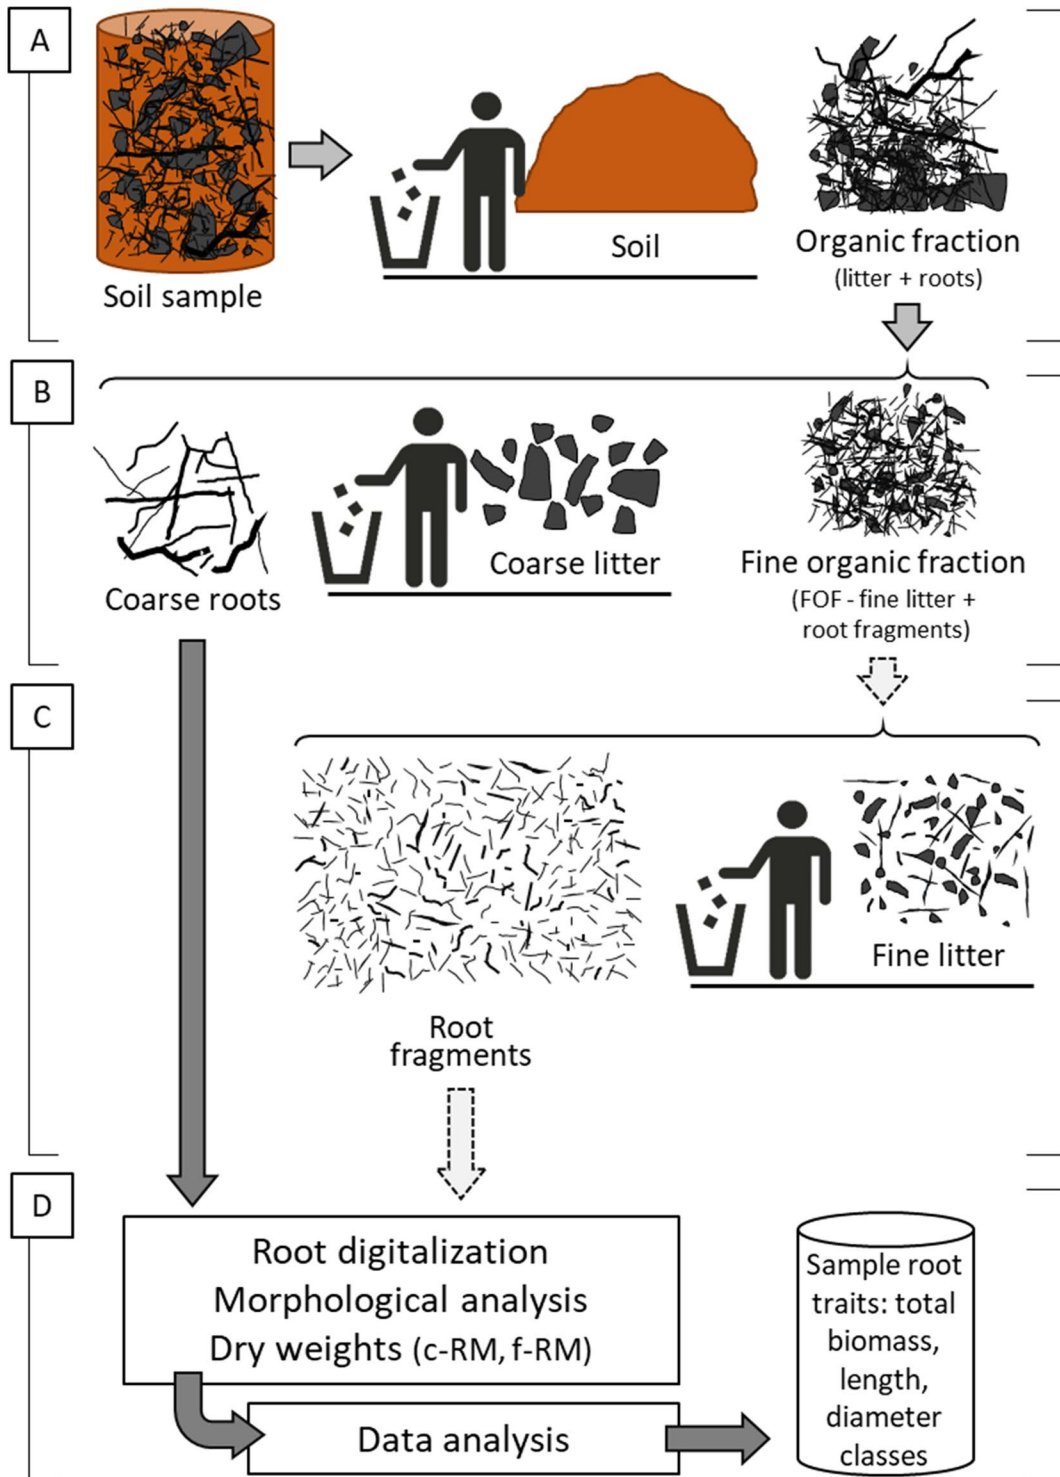 A
Soil sample
Soil
Organic fraction
(litter + roots)
B
Coarse roots
Coarse litter
Fine organic fraction
(FOF - fine litter +
root fragments)
C
Root
fragments
Fine litter
D
Root digitalization
Morphological analysis
Dry weights (c-RM, f-RM)
Data analysis
Sample root
traits: total
biomass,
length,
diameter
classes